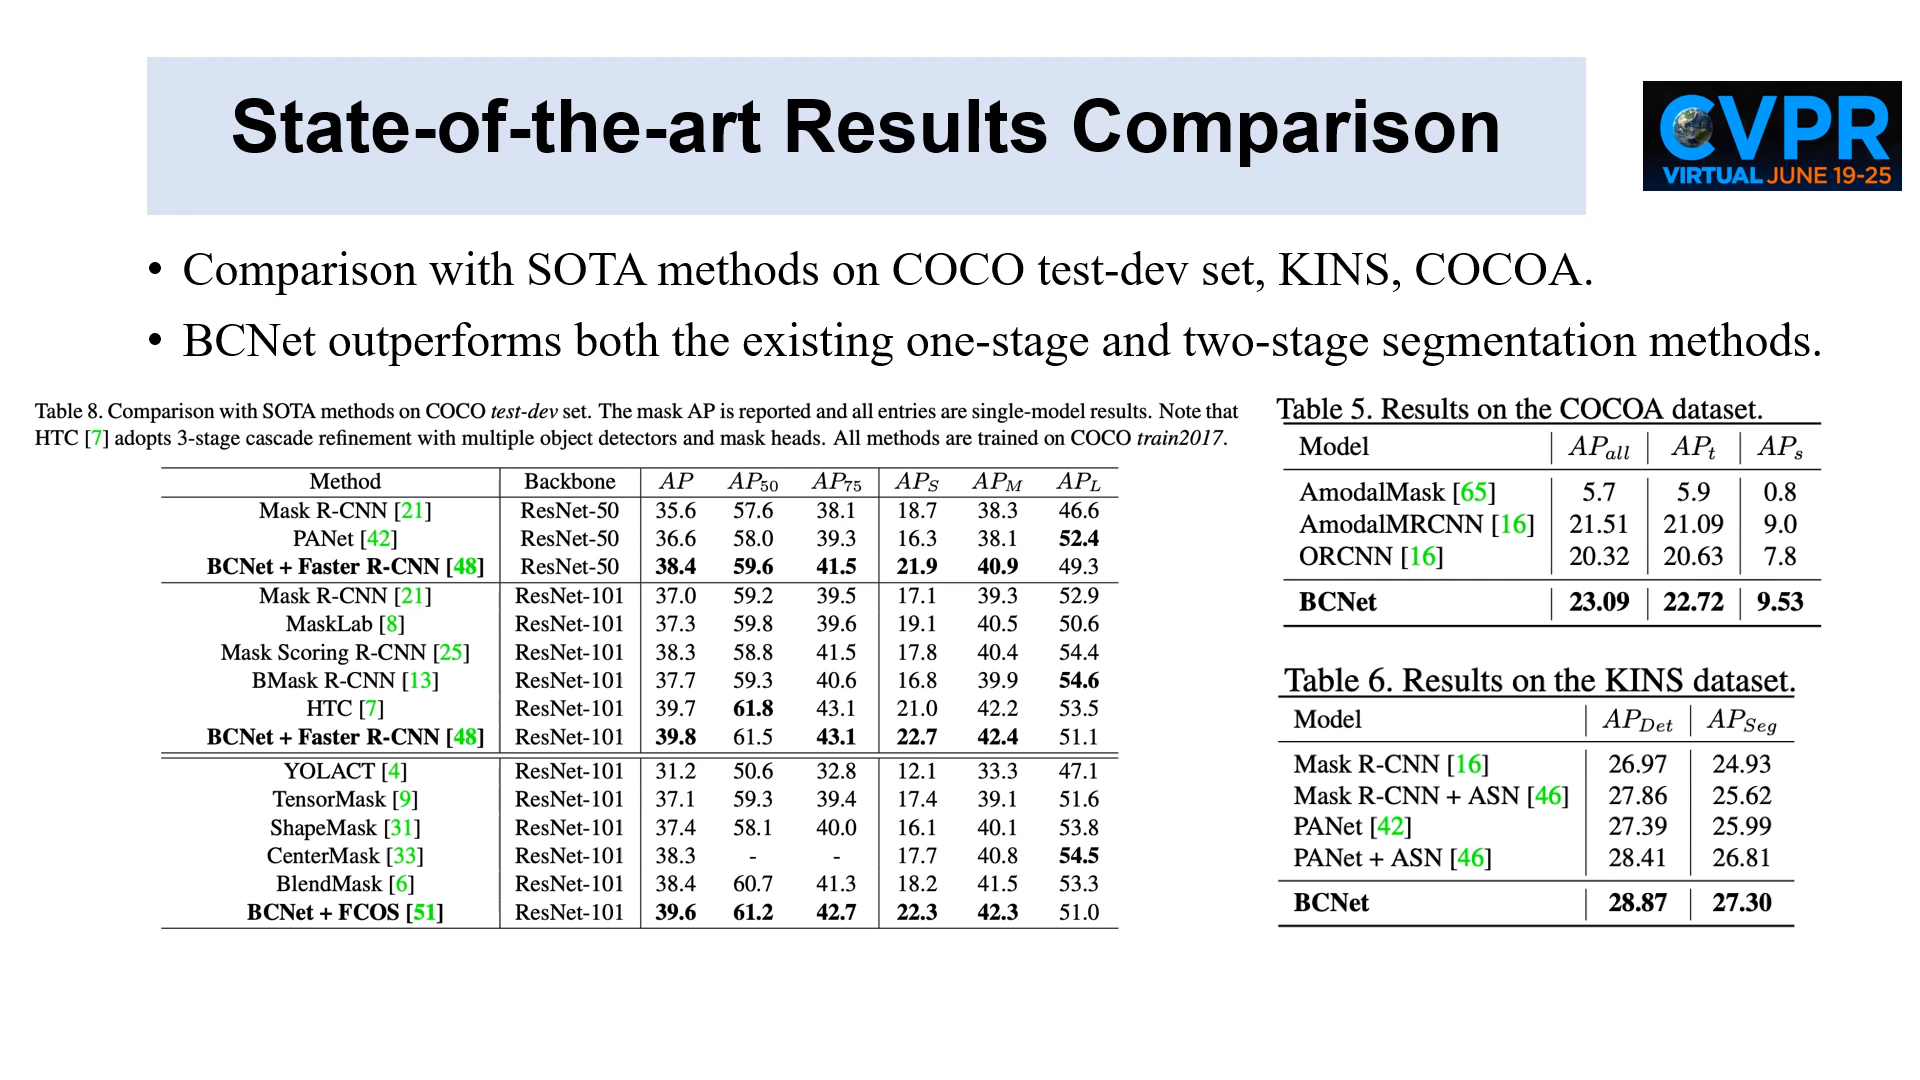 State-of-the-art Results Comparison
CVPR
VIRTUAL JUNE 19-25
• Comparison with SOTA methods on COCO test-dev set, KINS, COCOA.
• BCNet outperforms both the existing one-stage and two-stage segmentation methods.
Table 8. Comparison with SOTA methods on COCO test-dev set. The mask AP is reported and all entries are single-model results. Note that
HTC [7] adopts 3-stage cascade refinement with multiple object detectors and mask heads. All methods are trained on COCO train2017.
Method Backbone AP AP50 AP75 APS APM APL
Mask R-CNN [21] ResNet-50 35.6 57.6 38.1 18.7 38.3 46.6
PANet [42] ResNet-50 36.6 58.0 39.3 16.3 38.1 52.4
BCNet + Faster R-CNN [48] ResNet-50 38.4 59.6 41.5 21.9 40.9 49.3
Mask R-CNN [21] ResNet-101 37.0 59.2 39.5 17.1 39.3 52.9
MaskLab [8] ResNet-101 37.3 59.8 39.6 19.1 40.5 50.6
Mask Scoring R-CNN [25] ResNet-101 38.3 58.8 41.5 17.8 40.4 54.4
BMask R-CNN [13] ResNet-101 37.7 59.3 40.6 16.8 39.9 54.6
HTC [7] ResNet-101 39.7 61.8 43.1 21.0 42.2 53.5
BCNet + Faster R-CNN [48] ResNet-101 39.8 61.5 43.1 22.7 42.4 51.1
YOLACT [4] ResNet-101 31.2 50.6 32.8 12.1 33.3 47.1
TensorMask [9] ResNet-101 37.1 59.3 39.4 17.4 39.1 51.6
ShapeMask [31] ResNet-101 37.4 58.1 40.0 16.1 40.1 53.8
CenterMask [33] ResNet-101 38.3 - - 17.7 40.8 54.5
BlendMask [6] ResNet-101 38.4 60.7 41.3 18.2 41.5 53.3
BCNet + FCOS [51] ResNet-101 39.6 61.2 42.7 22.3 42.3 51.0
Table 5. Results on the COCOA dataset.
Model APall APt APs
AmodalMask [65] 5.7 5.9 0.8
AmodalMRCNN [16] 21.51 21.09 9.0
ORCNN [16] 20.32 20.63 7.8
BCNet 23.09 22.72 9.53
Table 6. Results on the KINS dataset.
Model APDet APSeg
Mask R-CNN [16] 26.97 24.93
Mask R-CNN + ASN [46] 27.86 25.62
PANet [42] 27.39 25.99
PANet + ASN [46] 28.41 26.81
BCNet 28.87 27.30